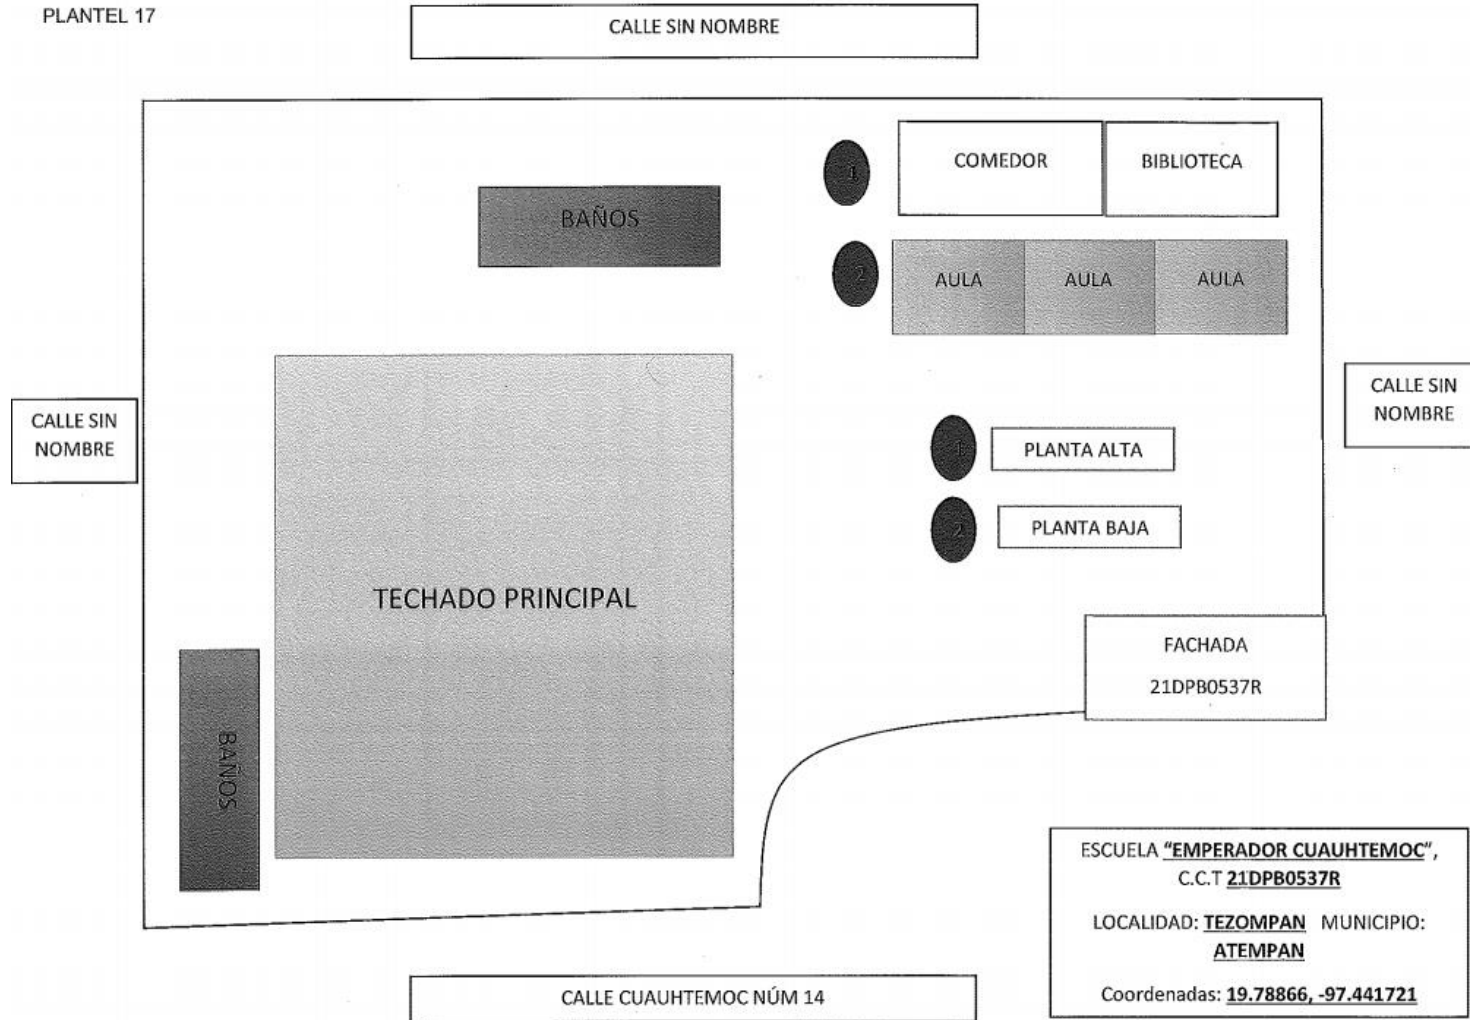 PLANTEL 17
CALLE SIN NOMBRE
COMEDOR
BIBLIOTECA
BAÑOS
2
AULA
AULA
AULA
CALLE SIN
NOMBRE
CALLE SIN
NOMBRE
PLANTA ALTA
2
PLANTA BAJA
TECHADO PRINCIPAL
FACHADA
21DPB0537R
BAÑOS
ESCUELA "EMPERADOR CUAUHTEMOC",
C.C.T 21DPB0537R
LOCALIDAD: TEZOMPAN MUNICIPIO:
ATEMPAN
Coordenadas: 19.78866, -97.441721
CALLE CUAUHTEMOC NÚM 14